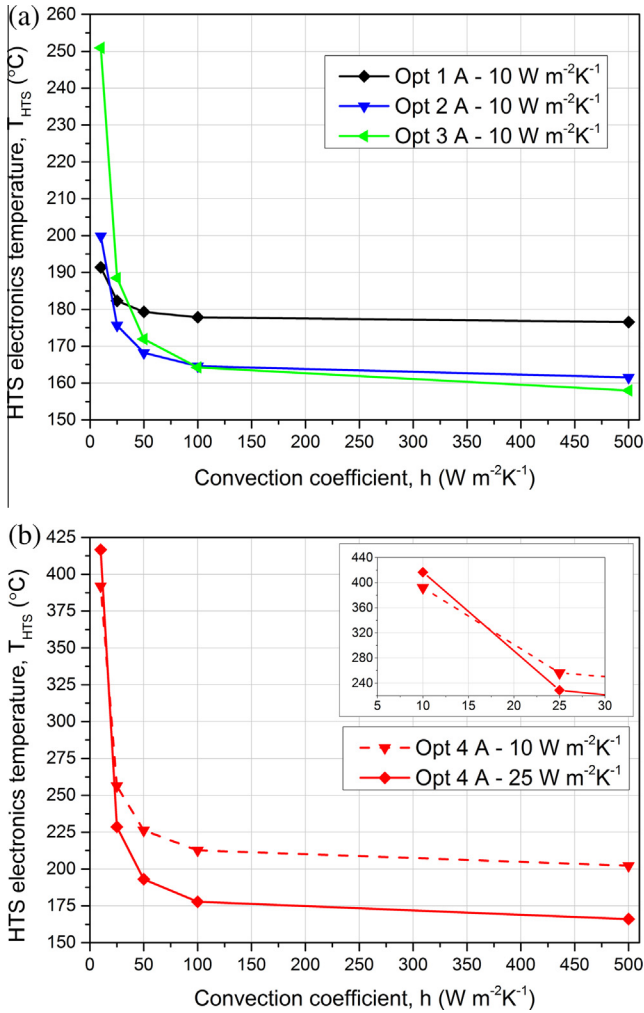 (a)
260
250
240
230
220
210
200
190
180
170
160
150
HTS electronics temperature, T_HTS (°C)
Opt 1 A - 10 W m⁻²K⁻¹
Opt 2 A - 10 W m⁻²K⁻¹
Opt 3 A - 10 W m⁻²K⁻¹
0 50 100 150 200 250 300 350 400 450 500
Convection coefficient, h (W m⁻²K⁻¹)
(b)
425
400
375
350
325
300
275
250
225
200
175
150
HTS electronics temperature, T_HTS (°C)
440
400
360
320
280
240
5 10 15 20 25 30
Opt 4 A - 10 W m⁻²K⁻¹
Opt 4 A - 25 W m⁻²K⁻¹
0 50 100 150 200 250 300 350 400 450 500
Convection coefficient, h (W m⁻²K⁻¹)